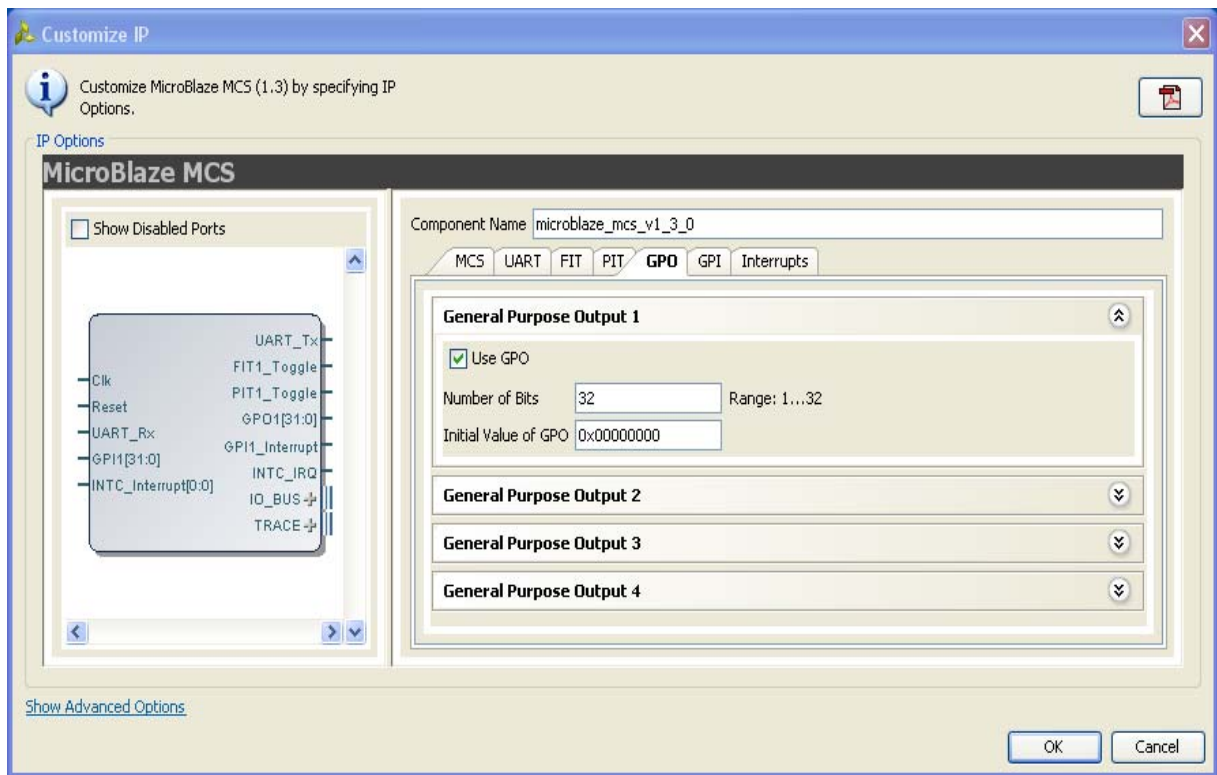 Customize IP
Customize MicroBlaze MCS (1.3) by specifying IP
Options.
IP Options
MicroBlaze MCS
Show Disabled Ports
Clk
Reset
UART_Rx
GPI1[31:0]
INTC_Interrupt[0:0]
UART_Tx
FIT1_Toggle
PIT1_Toggle
GPO1[31:0]
GPI1_Interrupt
INTC_IRQ
IO_BUS
TRACE
Component Name microblaze_mcs_v1_3_0
MCS UART FIT PIT GPO GPI Interrupts
General Purpose Output 1
Use GPO
Number of Bits 32 Range: 1...32
Initial Value of GPO 0x00000000
General Purpose Output 2
General Purpose Output 3
General Purpose Output 4
Show Advanced Options
OK Cancel